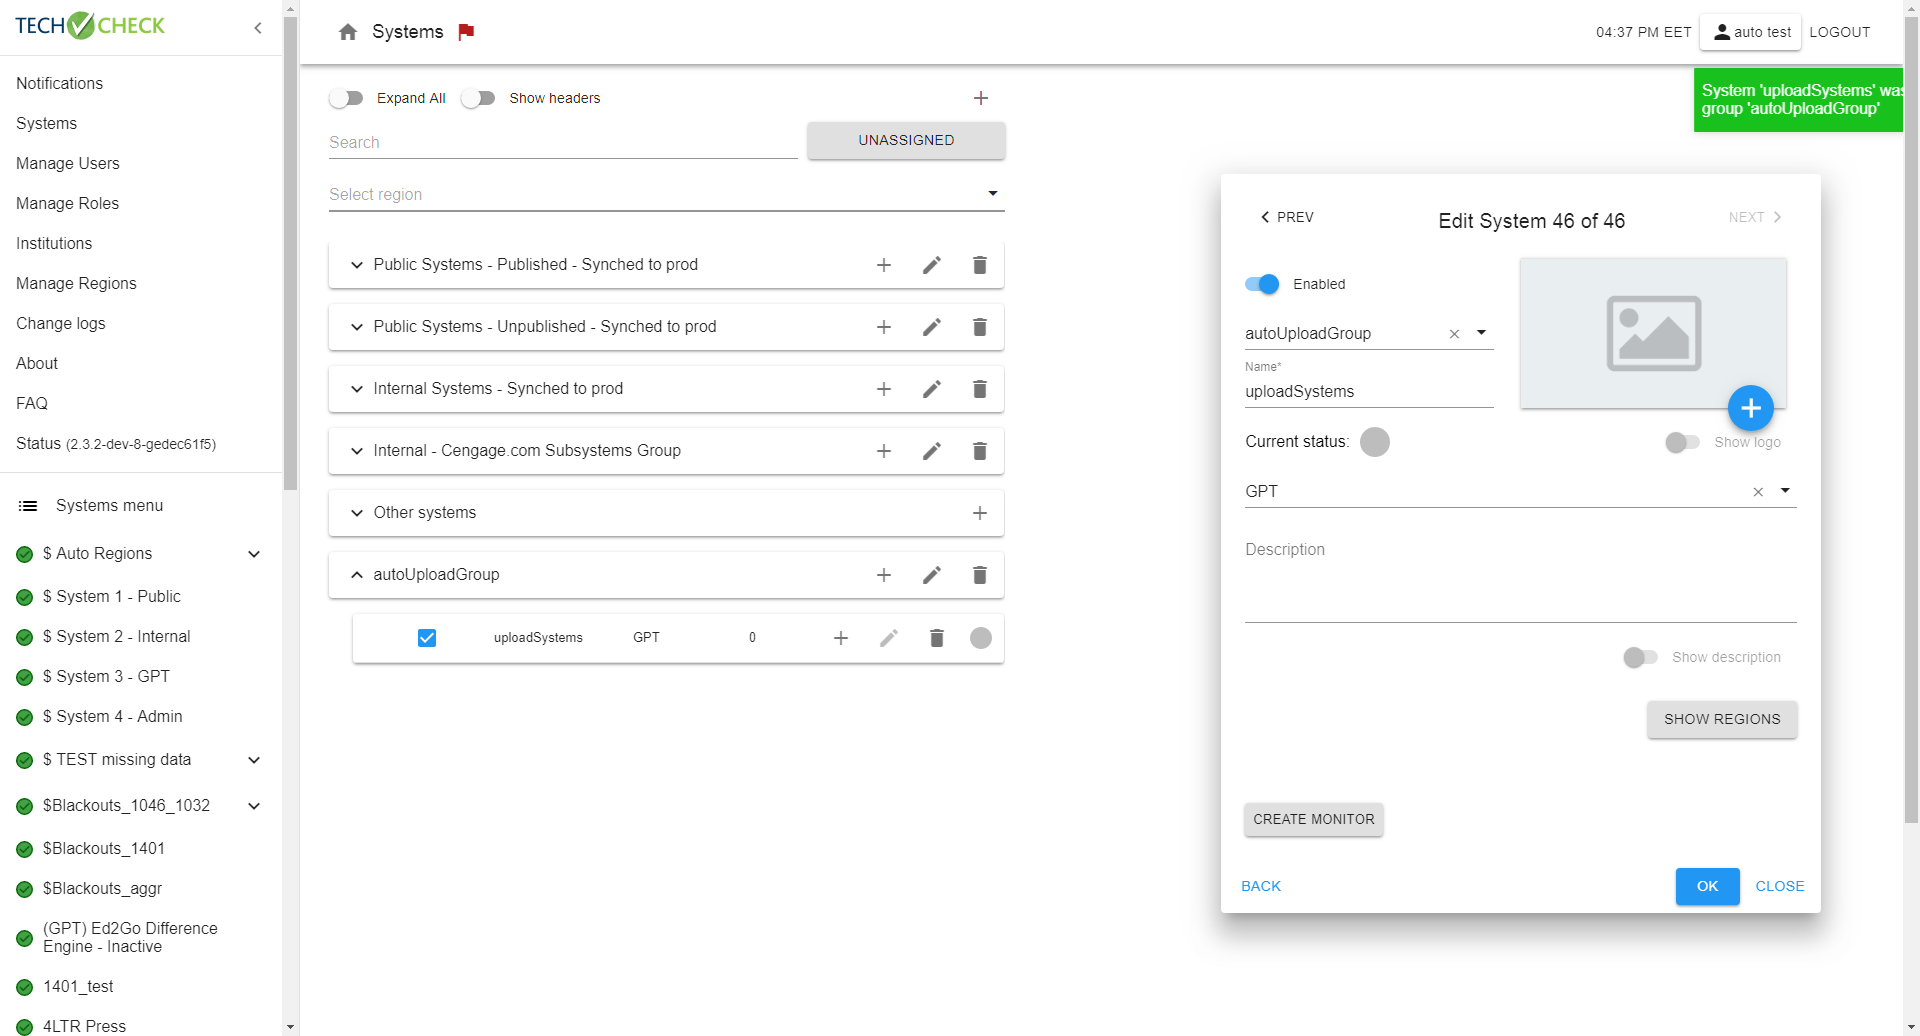 TECH CHECK
Systems
04:37 PM EET
auto test
LOGOUT
Notifications
Systems
Manage Users
Manage Roles
Institutions
Manage Regions
Change logs
About
FAQ
Status (2.3.2-dev-8-gedec61f5)
Systems menu
$ Auto Regions
$ System 1 - Public
$ System 2 - Internal
$ System 3 - GPT
$ System 4 - Admin
$ TEST missing data
$Blackouts_1046_1032
$Blackouts_1401
$Blackouts_aggr
(GPT) Ed2Go Difference
Engine - Inactive
1401_test
4LTR Press
Expand All
Show headers
Search
UNASSIGNED
Select region
Public Systems - Published - Synched to prod
Public Systems - Unpublished - Synched to prod
Internal Systems - Synched to prod
Internal - Cengage.com Subsystems Group
Other systems
autoUploadGroup
uploadSystems GPT 0
System 'uploadSystems' was
group 'autoUploadGroup'
PREV
Edit System 46 of 46
NEXT
Enabled
autoUploadGroup
Name*
uploadSystems
Current status:
Show logo
GPT
Description
Show description
SHOW REGIONS
CREATE MONITOR
BACK
OK
CLOSE